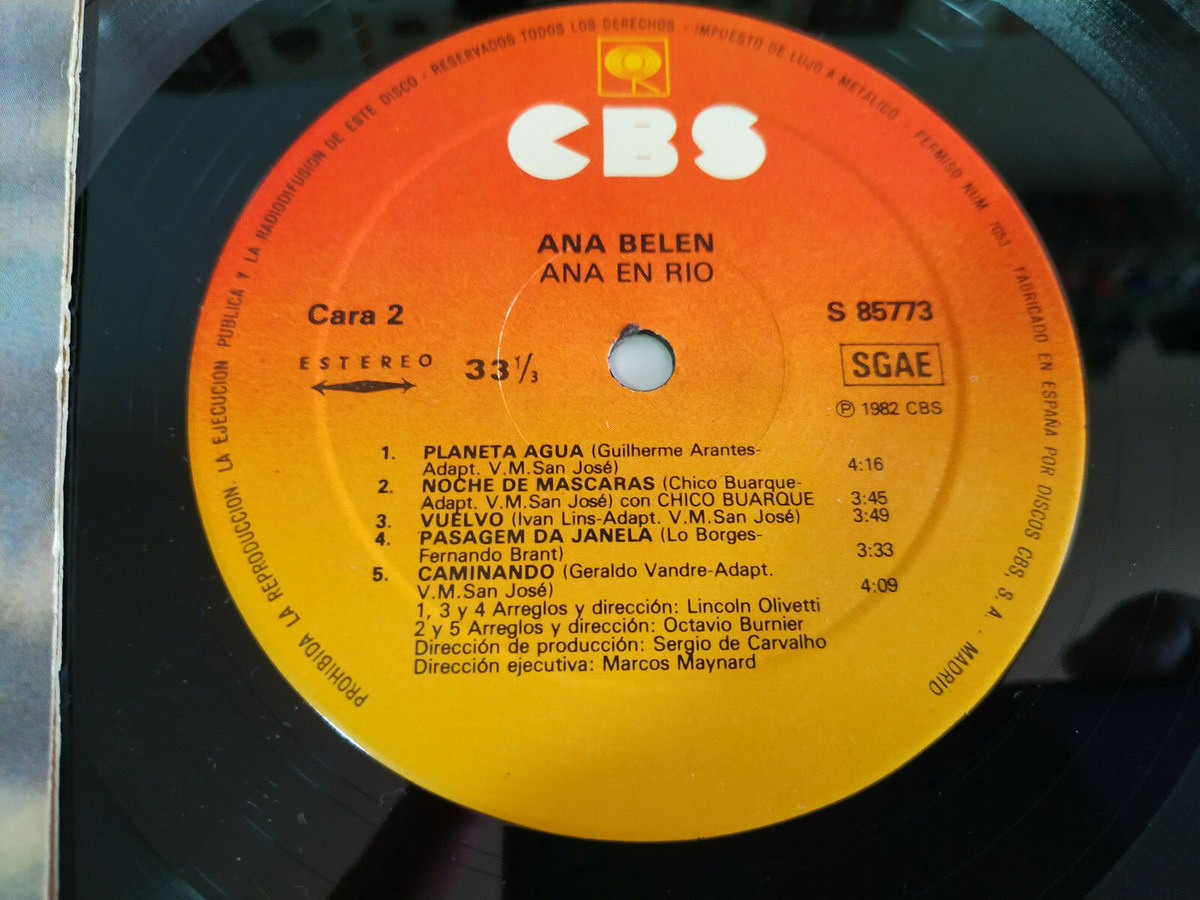 PROHIBIDA LA REPRODUCCION, LA EJECUCION PUBLICA Y LA RADIODIFUSION DE ESTE DISCO - RESERVADOS TODOS LOS DERECHOS - IMPUESTO DE LUJO A METALICO - PERMISO NUM. 7053 - FABRICADO EN ESPAÑA POR DISCOS CBS, S. A. - MADRID
CBS
ANA BELEN
ANA EN RIO
Cara 2
S 85773
ESTEREO
33 1/3
SGAE
℗ 1982 CBS
1. PLANETA AGUA (Guilherme Arantes-
Adapt. V.M.San José) 4:16
2. NOCHE DE MASCARAS (Chico Buarque-
Adapt. V.M.San José) con CHICO BUARQUE 3:45
3. VUELVO (Ivan Lins-Adapt. V.M.San José) 3:49
4. PASAGEM DA JANELA (Lo Borges-
Fernando Brant) 3:33
5. CAMINANDO (Geraldo Vandre-Adapt.
V.M.San José) 4:09
1, 3 y 4 Arreglos y dirección: Lincoln Olivetti
2 y 5 Arreglos y dirección: Octavio Burnier
Dirección de producción: Sergio de Carvalho
Dirección ejecutiva: Marcos Maynard